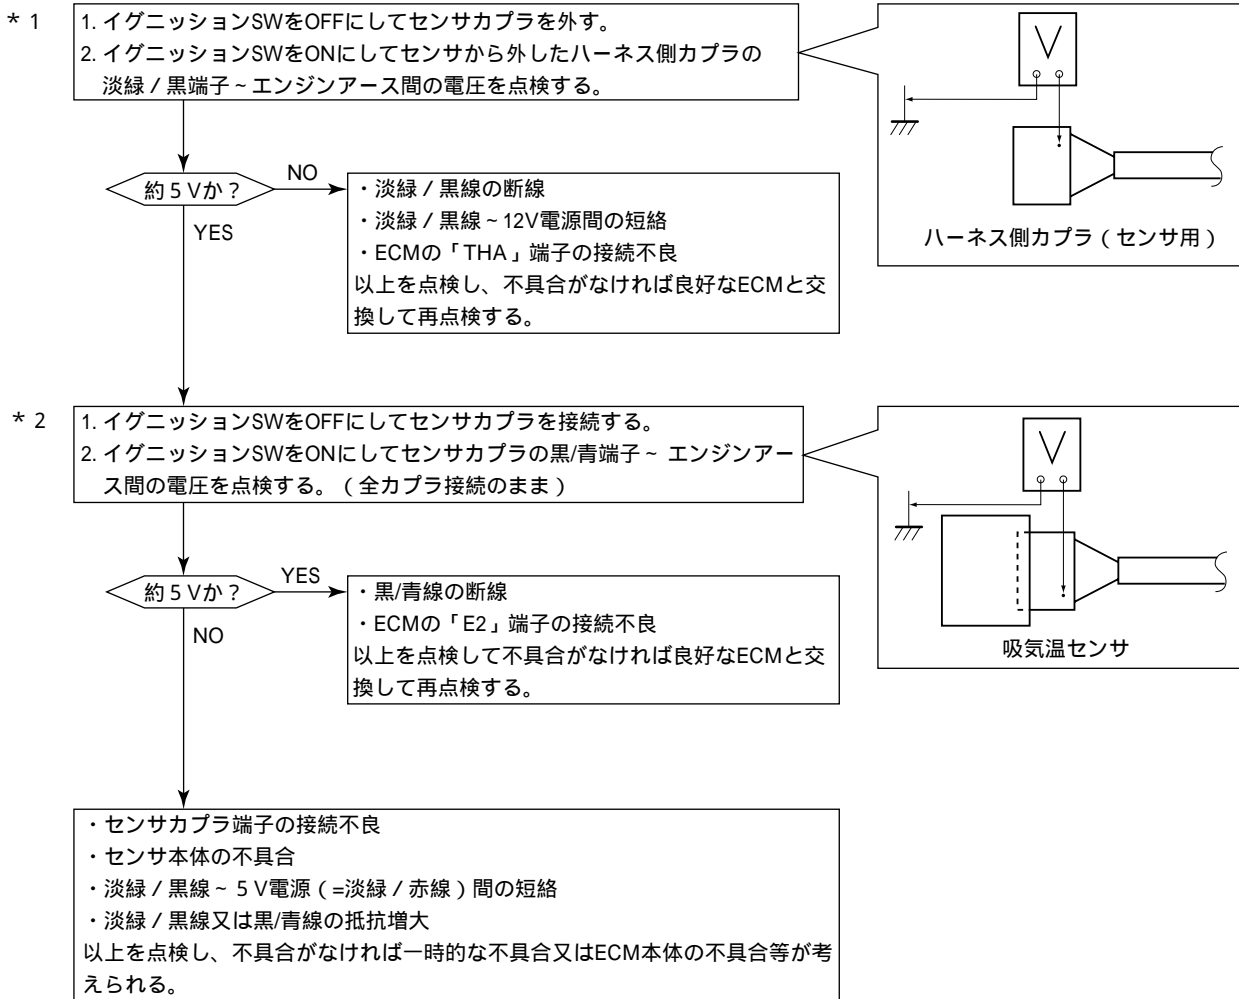 * 1
1. イグニッションSWをOFFにしてセンサカプラを外す。
2. イグニッションSWをONにしてセンサから外したハーネス側カプラの
淡緑 / 黒端子 ~ エンジンアース間の電圧を点検する。
V
ハーネス側カプラ ( センサ用 )
約 5 Vか ?
NO
YES
・淡緑 / 黒線の断線
・淡緑 / 黒線 ~ 12V電源間の短絡
・ECMの「THA」端子の接続不良
以上を点検し、不具合がなければ良好なECMと交
換して再点検する。
* 2
1. イグニッションSWをOFFにしてセンサカプラを接続する。
2. イグニッションSWをONにしてセンサカプラの黒/青端子 ~ エンジンアー
ス間の電圧を点検する。( 全カプラ接続のまま )
V
吸気温センサ
約 5 Vか ?
YES
NO
・黒/青線の断線
・ECMの「E2」端子の接続不良
以上を点検して不具合がなければ良好なECMと交
換して再点検する。
・センサカプラ端子の接続不良
・センサ本体の不具合
・淡緑 / 黒線 ~ 5 V電源 ( =淡緑 / 赤線 ) 間の短絡
・淡緑 / 黒線又は黒/青線の抵抗増大
以上を点検し、不具合がなければ一時的な不具合又はECM本体の不具合等が考
えられる。